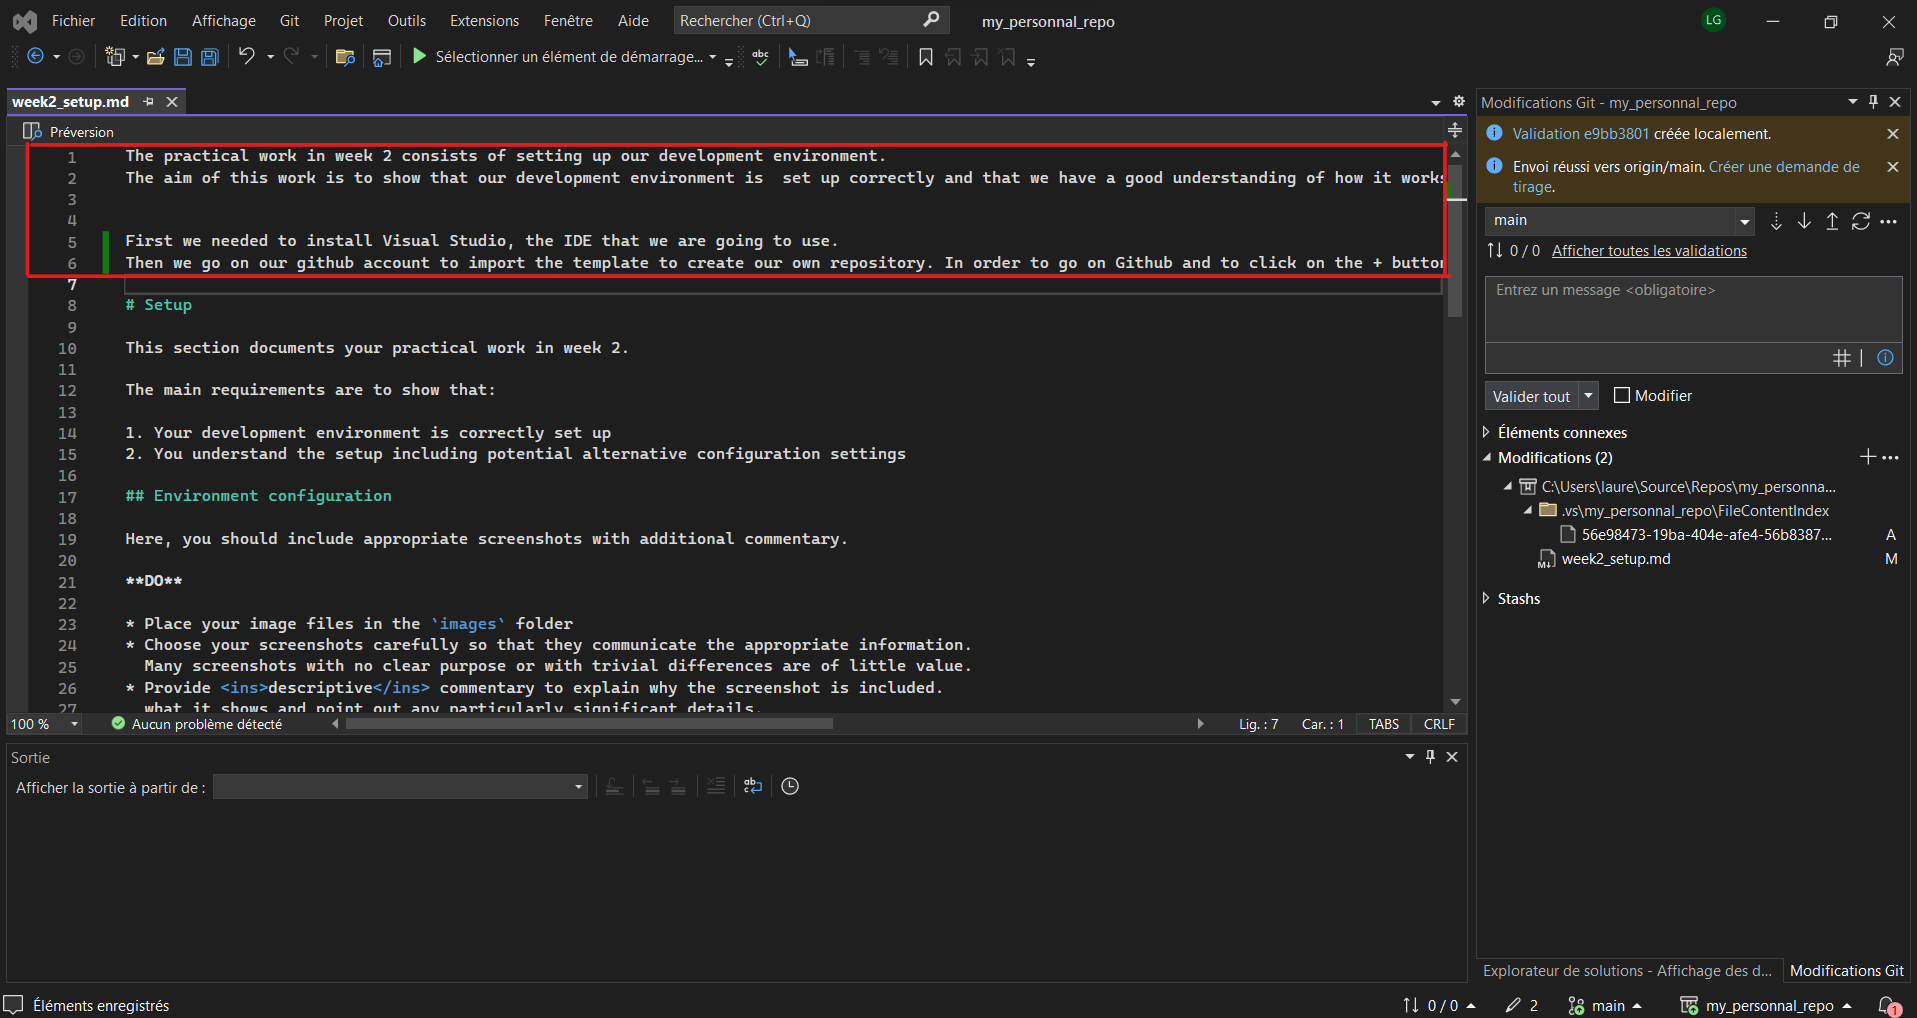 Fichier Edition Affichage Git Projet Outils Extensions Fenêtre Aide Rechercher (Ctrl+Q) my_personnal_repo LG
Sélectionner un élément de démarrage...
week2_setup.md
Préversion
1 The practical work in week 2 consists of setting up our development environment.
2 The aim of this work is to show that our development environment is  set up correctly and that we have a good understanding of how it works
3
4
5 First we needed to install Visual Studio, the IDE that we are going to use.
6 Then we go on our github account to import the template to create our own repository. In order to go on Github and to click on the + button
7
8 # Setup
9
10 This section documents your practical work in week 2.
11
12 The main requirements are to show that:
13
14 1. Your development environment is correctly set up
15 2. You understand the setup including potential alternative configuration settings
16
17 ## Environment configuration
18
19 Here, you should include appropriate screenshots with additional commentary.
20
21 **DO**
22
23 * Place your image files in the `images` folder
24 * Choose your screenshots carefully so that they communicate the appropriate information.
25 Many screenshots with no clear purpose or with trivial differences are of little value.
26 * Provide <ins>descriptive</ins> commentary to explain why the screenshot is included.
27 what it shows and point out any particularly significant details.
100 % Aucun problème détecté Lig. : 7 Car. : 1 TABS CRLF
Sortie
Afficher la sortie à partir de :
Modifications Git - my_personnal_repo
Validation e9bb3801 créée localement.
Envoi réussi vers origin/main. Créer une demande de
tirage.
main
0 / 0 Afficher toutes les validations
Entrez un message <obligatoire>
Valider tout Modifier
Éléments connexes
Modifications (2)
C:\Users\laure\Source\Repos\my_personna...
.vs\my_personnal_repo\FileContentIndex
56e98473-19ba-404e-afe4-56b8387... A
week2_setup.md M
Stashs
Explorateur de solutions - Affichage des d... Modifications Git
Éléments enregistrés 0 / 0 2 main my_personnal_repo 1